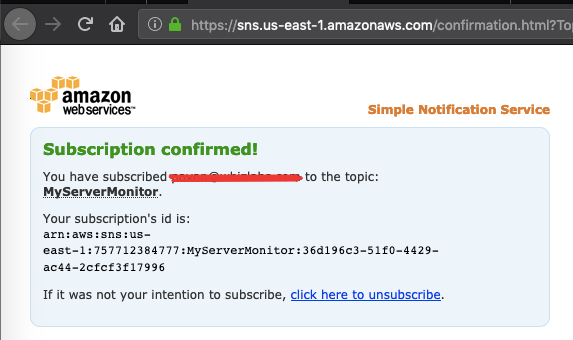 https://sns.us-east-1.amazonaws.com/confirmation.html?To
amazon
web services™
Simple Notification Service
Subscription confirmed!
You have subscribed to the topic:
MyServerMonitor.
Your subscription's id is:
arn:aws:sns:us-
east-1:757712384777:MyServerMonitor:36d196c3-51f0-4429-
ac44-2cfcf3f17996
If it was not your intention to subscribe, click here to unsubscribe.